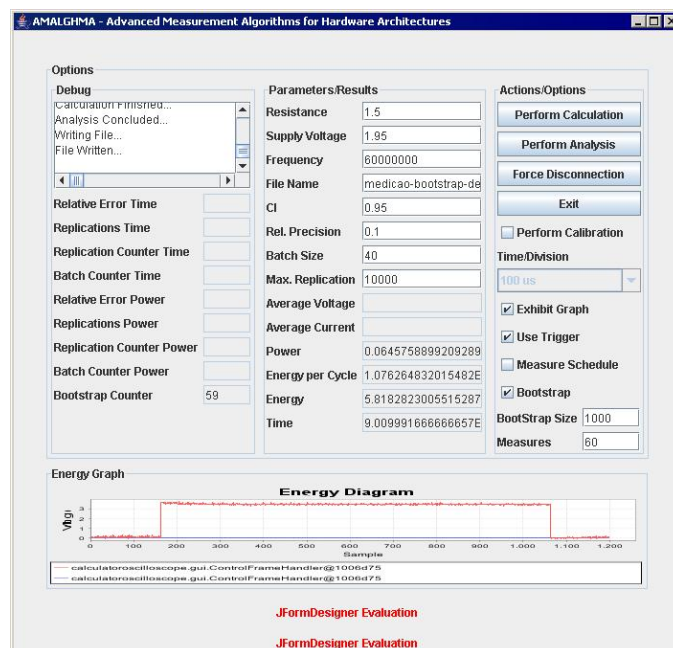 AMALGHMA - Advanced Measurement Algorithms for Hardware Architectures
Options
Debug
Calculation Finished...
Analysis Concluded...
Writing File...
File Written...
Relative Error Time
Replications Time
Replication Counter Time
Batch Counter Time
Relative Error Power
Replications Power
Replication Counter Power
Batch Counter Power
Bootstrap Counter 59
Parameters/Results
Resistance 1.5
Supply Voltage 1.95
Frequency 60000000
File Name medicao-bootstrap-de
CI 0.95
Rel. Precision 0.1
Batch Size 40
Max. Replication 10000
Average Voltage
Average Current
Power 0.0645758899209289
Energy per Cycle 1.076264832015482E
Energy 5.8182823005515287
Time 9.009991666666657E
Actions/Options
Perform Calculation
Perform Analysis
Force Disconnection
Exit
Perform Calibration
Time/Division
100 us
Exhibit Graph
Use Trigger
Measure Schedule
Bootstrap
BootStrap Size 1000
Measures 60
Energy Graph
Energy Diagram
3
2
1
0
0 100 200 300 400 500 600 700 800 900 1.000 1.100 1.200
Sample
calculatoroscilloscope.gui.ControlFrameHandler@1006d75
calculatoroscilloscope.gui.ControlFrameHandler@1006d75
JFormDesigner Evaluation
JFormDesigner Evaluation